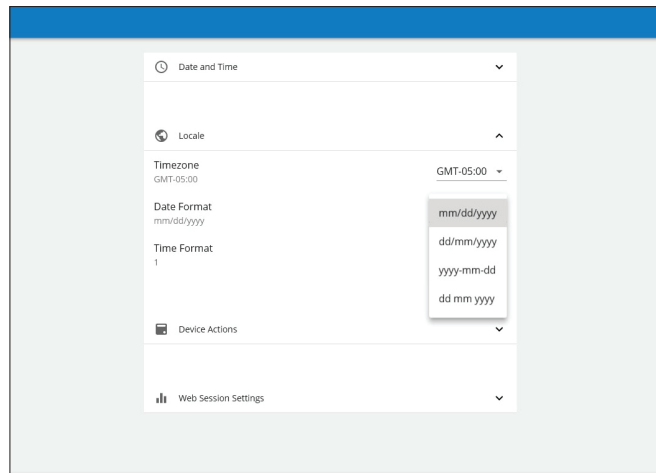 Date and Time
Locale
Timezone
GMT-05:00
GMT-05:00
Date Format
mm/dd/yyyy
mm/dd/yyyy
dd/mm/yyyy
Time Format
1
yyyy-mm-dd
dd mm yyyy
Device Actions
Web Session Settings